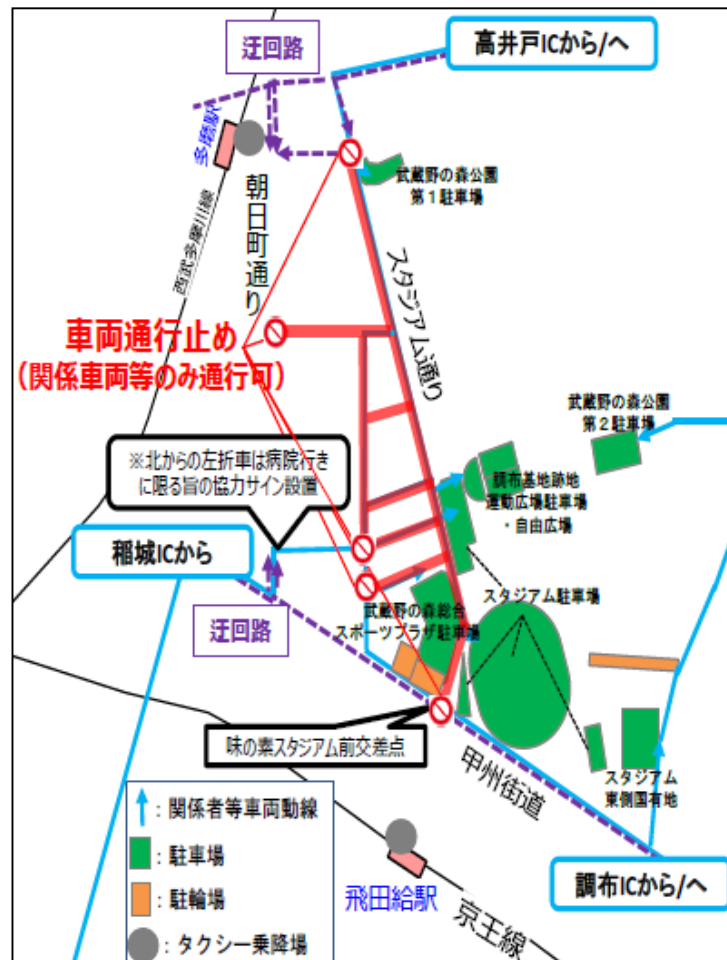 迂回路
高井戸ICから/へ
多磨駅
武蔵野の森公園
第1駐車場
西武多摩川線
朝日町通り
スタジアム通り
車両通行止め
(関係車両等のみ通行可)
武蔵野の森公園
第2駐車場
※北からの左折車は病院行き
に限る旨の協力サイン設置
調布基地跡地
運動広場駐車場
・自由広場
稲城ICから
スタジアム駐車場
武蔵野の森総合
スポーツプラザ駐車場
迂回路
味の素スタジアム前交差点
甲州街道
スタジアム
東側国有地
:関係者等車両動線
:駐車場
:駐輪場
:タクシー乗降場
飛田給駅
京王線
調布ICから/へ